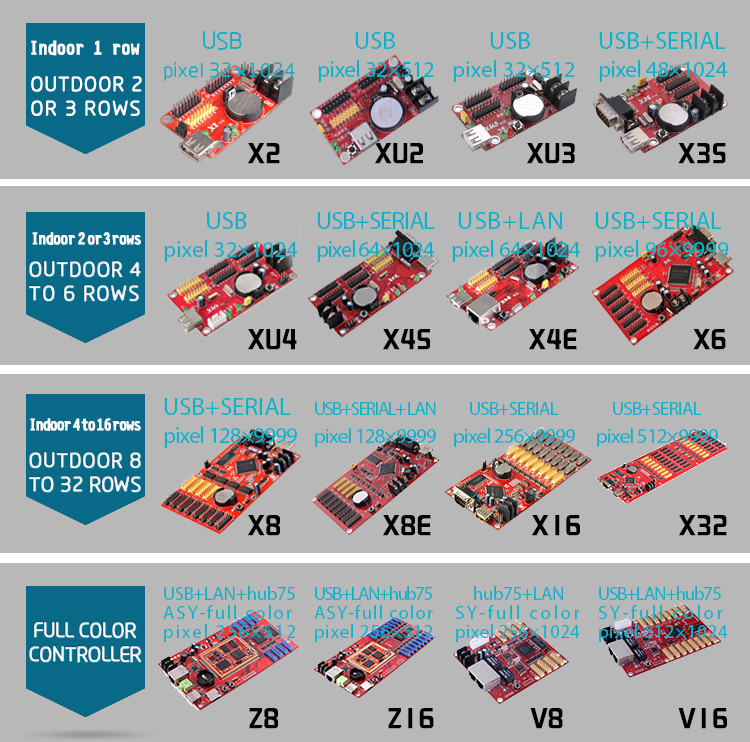 Indoor 1 row
OUTDOOR 2
OR 3 ROWS
USB
pixel 32×1024
X2
USB
pixel 32×512
XU2
USB
pixel 32×512
XU3
USB+SERIAL
pixel 48×1024
X3S
Indoor 2 or 3 rows
OUTDOOR 4
TO 6 ROWS
USB
pixel 32×1024
XU4
USB+SERIAL
pixel 64×1024
X4S
USB+LAN
pixel 64×1024
X4E
USB+SERIAL
pixel 96×9999
X6
Indoor 4 to 16 rows
OUTDOOR 8
TO 32 ROWS
USB+SERIAL
pixel 128×9999
X8
USB+SERIAL+LAN
pixel 128×9999
X8E
USB+SERIAL
pixel 256×9999
X16
USB+SERIAL
pixel 512×9999
X32
FULL COLOR
CONTROLLER
USB+LAN+hub75
ASY-full color
pixel 256×512
Z8
USB+LAN+hub75
ASY-full color
pixel 256×512
Z16
hub75+LAN
SY-full color
pixel 256×1024
V8
USB+LAN+hub75
SY-full color
pixel 512×1024
V16